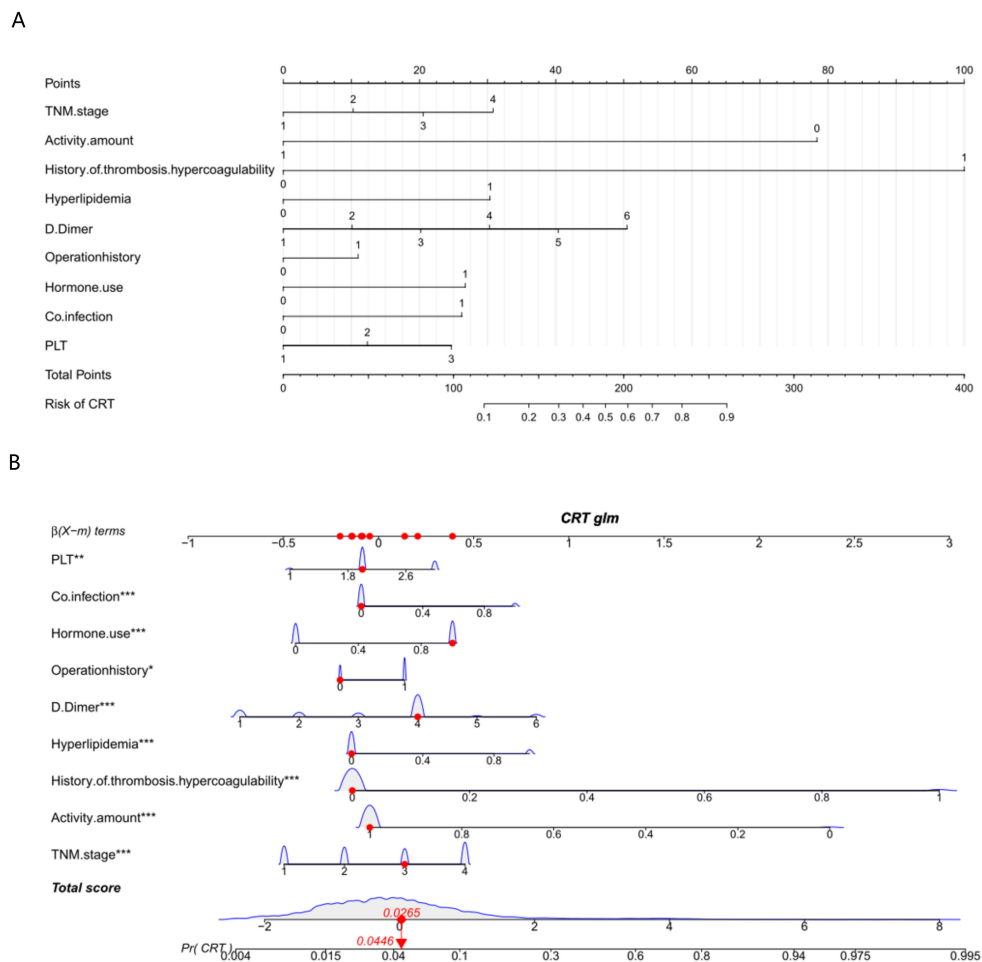 A
0 20 40 60 80 100
Points
2 4
TNM.stage
1 3
0
Activity.amount
1
1
History.of.thrombosis.hypercoagulability
0
1
Hyperlipidemia
0
2 4 6
D.Dimer
1 3 5
1
Operationhistory
0
1
Hormone.use
0
1
Co.infection
0
2
PLT
1 3
Total Points
0 100 200 300 400
Risk of CRT
0.1 0.2 0.3 0.4 0.5 0.6 0.7 0.8 0.9
B
CRT glm
β(X−m) terms
−1 −0.5 0 0.5 1 1.5 2 2.5 3
PLT**
1 1.8 2.6
Co.infection***
0 0.4 0.8
Hormone.use***
0 0.4 0.8
Operationhistory*
0 1
D.Dimer***
1 2 3 4 5 6
Hyperlipidemia***
0 0.4 0.8
History.of.thrombosis.hypercoagulability***
0 0.2 0.4 0.6 0.8 1
Activity.amount***
1 0.8 0.6 0.4 0.2 0
TNM.stage***
1 2 3 4
Total score
0.0265
−2 0 2 4 6 8
0.0446
Pr( CRT )
0.004 0.015 0.04 0.1 0.3 0.6 0.8 0.94 0.975 0.995